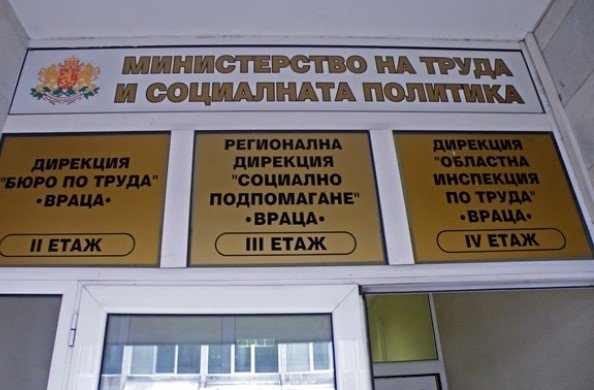 МИНИСТЕРСТВО НА ТРУДА
И СОЦИАЛНАТА ПОЛИТИКА
ДИРЕКЦИЯ
"БЮРО ПО ТРУДА"
•ВРАЦА•
II ЕТАЖ
РЕГИОНАЛНА
ДИРЕКЦИЯ
"СОЦИАЛНО
ПОДПОМАГАНЕ"
•ВРАЦА•
III ЕТАЖ
ДИРЕКЦИЯ
"ОБЛАСТНА
ИНСПЕКЦИЯ
ПО ТРУДА"
•ВРАЦА•
IV ЕТАЖ